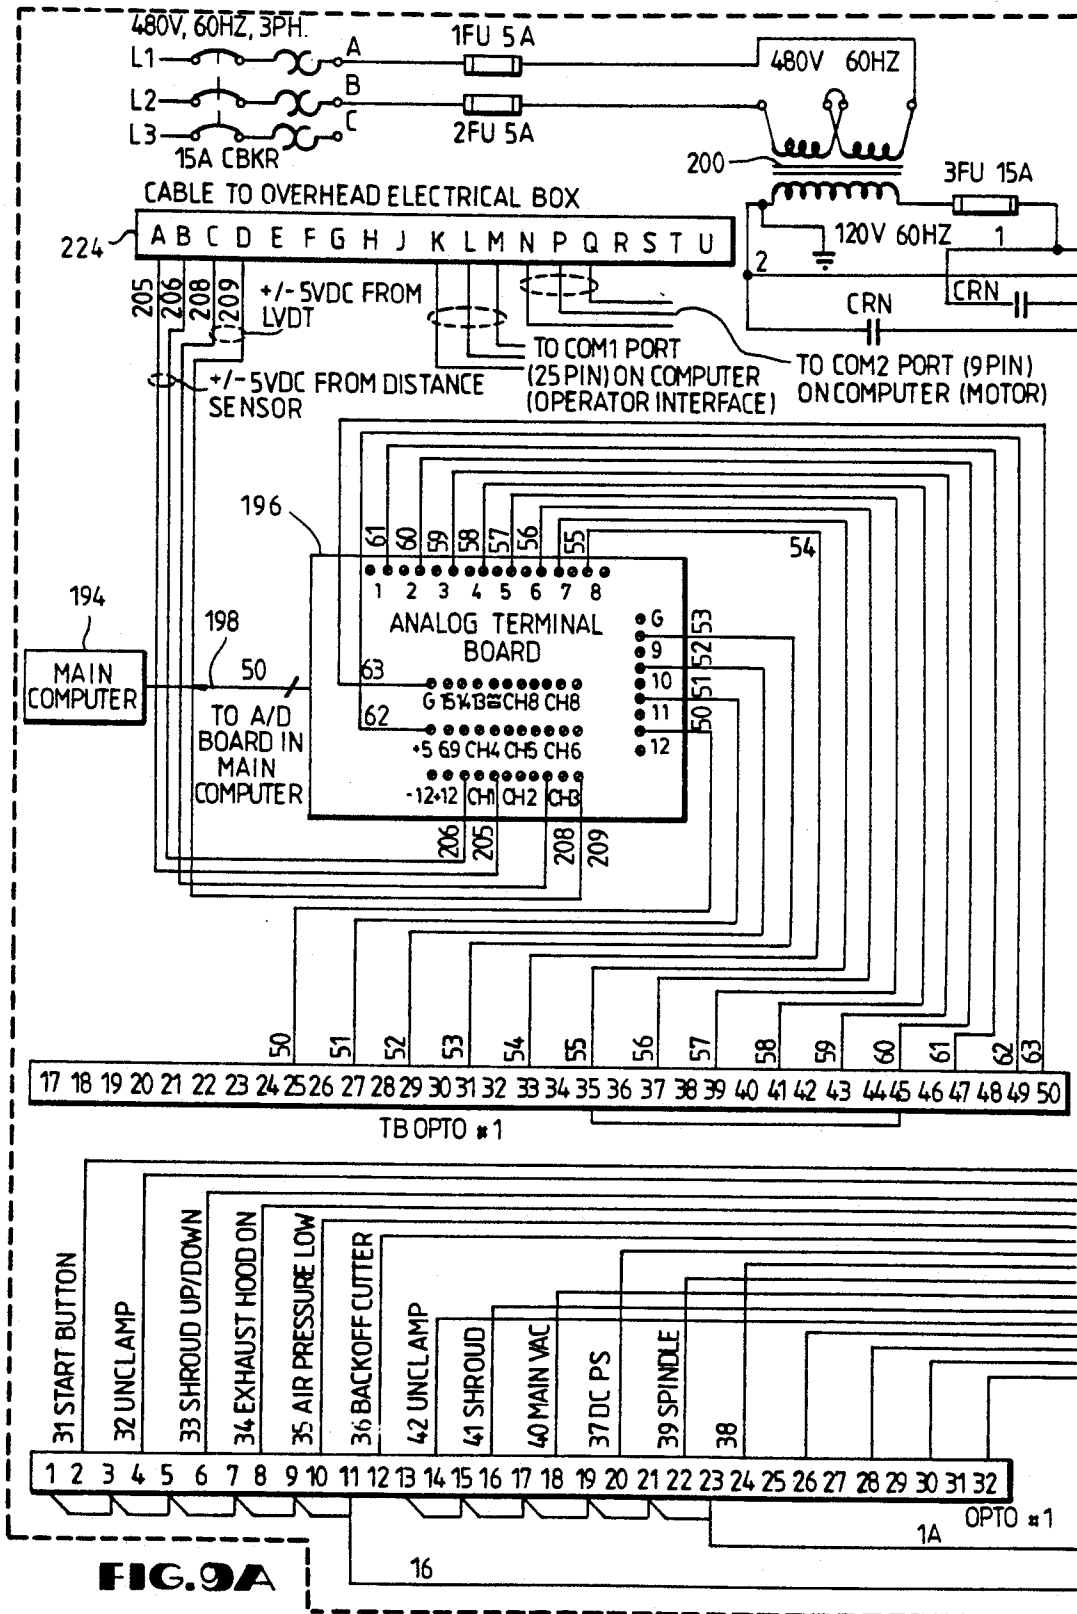 480V, 60HZ, 3PH.
L1
A
1FU 5A
480V 60HZ
L2
B
2FU 5A
L3
C
15A CBKR
200
3FU 15A
CABLE TO OVERHEAD ELECTRICAL BOX
224
A B C D E F G H J K L M N P Q R S T U
120V 60HZ
1
2
205
206
208
209
+/-5VDC FROM
LVDT
CRN
CRN
TO COM1 PORT
(25 PIN) ON COMPUTER
(OPERATOR INTERFACE)
TO COM2 PORT (9 PIN)
ON COMPUTER (MOTOR)
+/-5VDC FROM DISTANCE
SENSOR
196
61
60
59
58
57
56
55
54
1 2 3 4 5 6 7 8
ANALOG TERMINAL
BOARD
G
9
10
11
12
53
52
51
50
194
MAIN
COMPUTER
198
50
TO A/D
BOARD IN
MAIN
COMPUTER
63
G 15 14 13 CH8 CH8
62
+5 69 CH4 CH5 CH6
-12 +12 CH1 CH2 CH3
206
205
208
209
50
51
52
53
54
55
56
57
58
59
60
61
62
63
17 18 19 20 21 22 23 24 25 26 27 28 29 30 31 32 33 34 35 36 37 38 39 40 41 42 43 44 45 46 47 48 49 50
TB OPTO #1
31 START BUTTON
32 UNCLAMP
33 SHROUD UP/DOWN
34 EXHAUST HOOD ON
35 AIR PRESSURE LOW
36 BACKOFF CUTTER
42 UNCLAMP
41 SHROUD
40 MAIN VAC
37 DC PS
39 SPINDLE
38
1 2 3 4 5 6 7 8 9 10 11 12 13 14 15 16 17 18 19 20 21 22 23 24 25 26 27 28 29 30 31 32
OPTO #1
1A
16
FIG. 9A